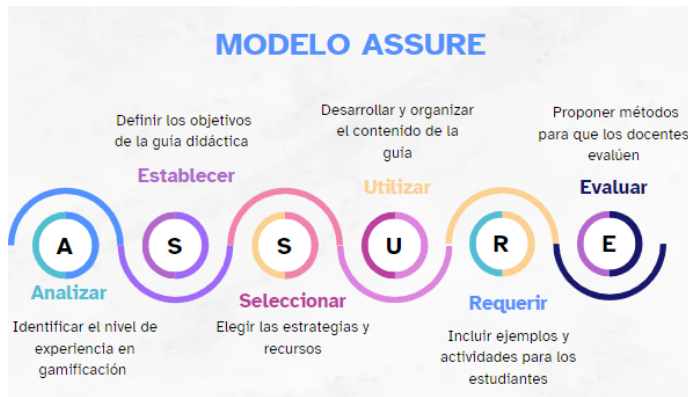 MODELO ASSURE
Definir los objetivos
de la guía didáctica
Establecer
Desarrollar y organizar
el contenido de la
guía
Utilizar
Proponer métodos
para que los docentes
evalúen
Evaluar
A
S
S
U
R
E
Analizar
Identificar el nivel de
experiencia en
gamificación
Seleccionar
Elegir las estrategias y
recursos
Requerir
Incluir ejemplos y
actividades para los
estudiantes